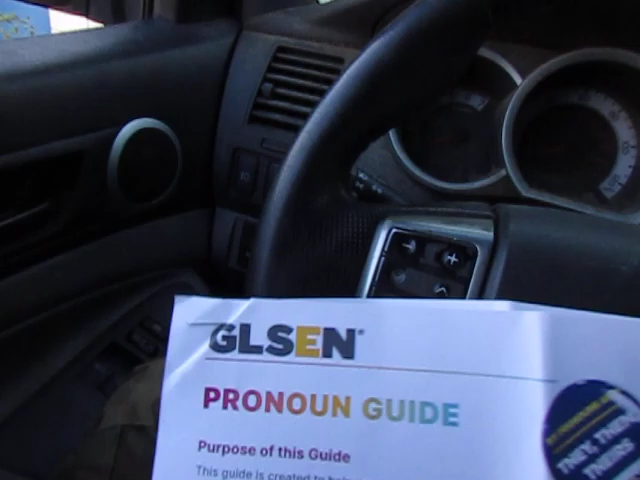 GLSEN®
PRONOUN GUIDE
Purpose of this Guide
This guide is created to
THEY, THEM
THEIRS